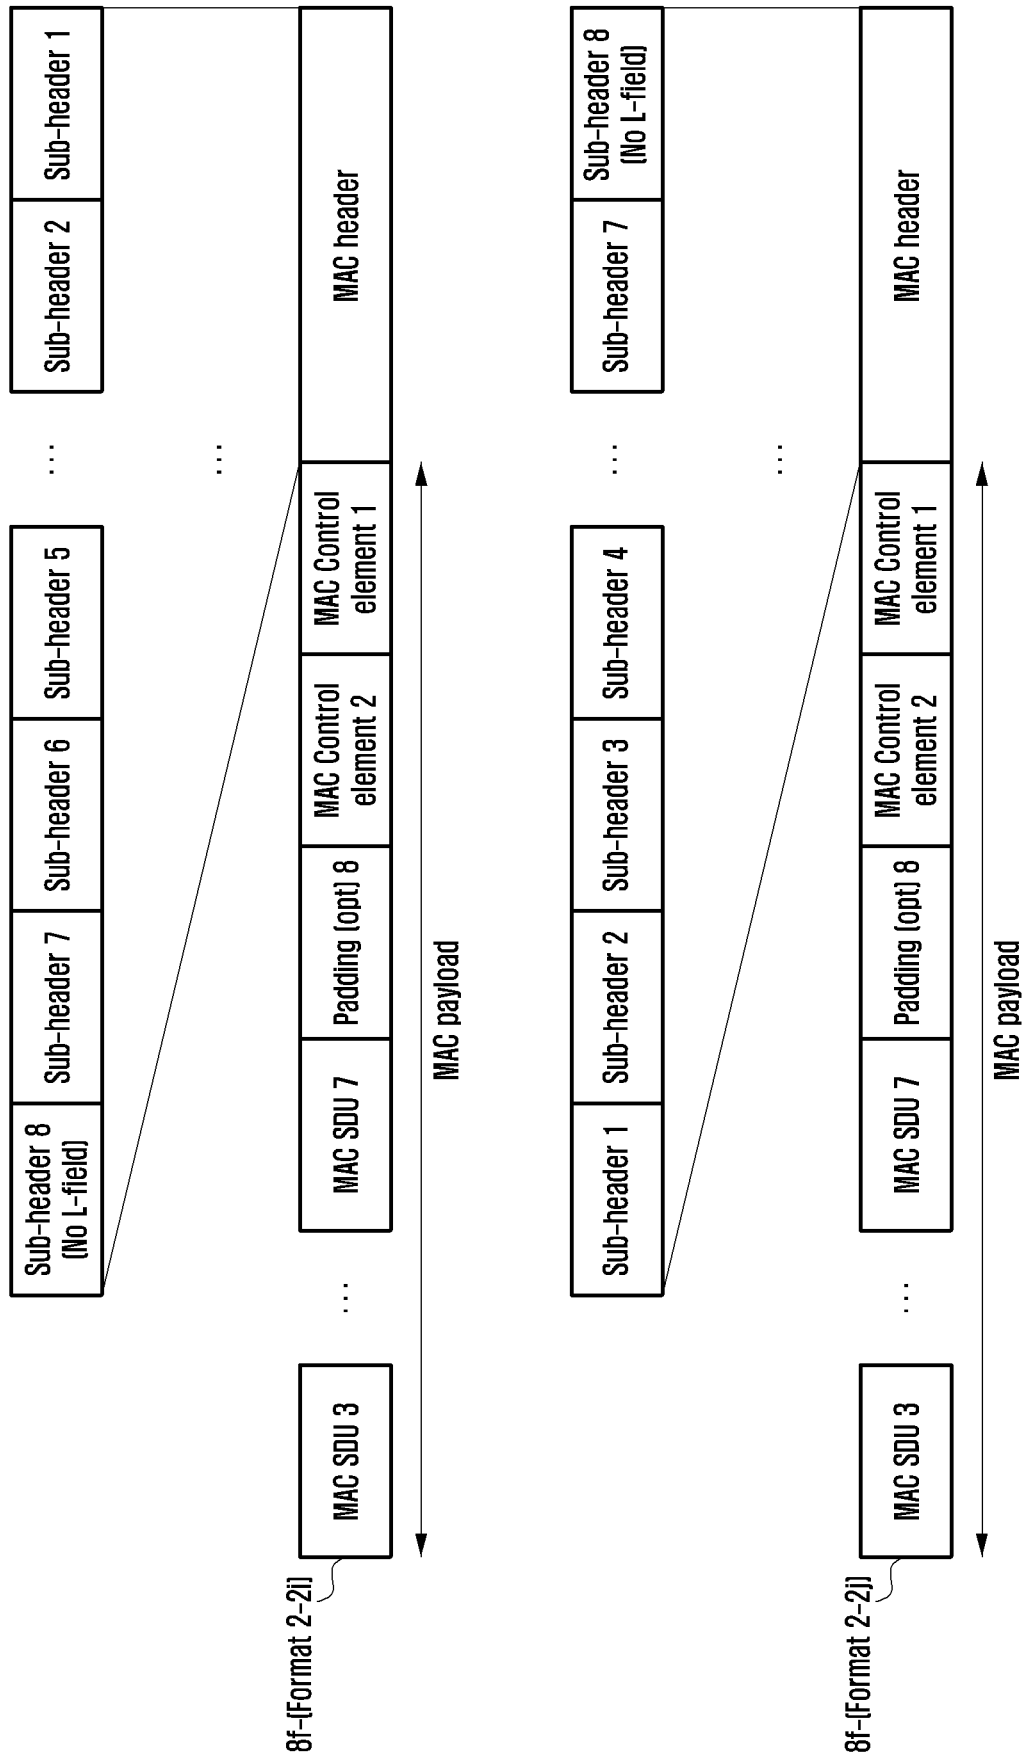 Sub-header 8
(No L-field)
Sub-header 7
Sub-header 6
Sub-header 5
...
Sub-header 2
Sub-header 1
...
8f-(Format 2-2i)
MAC SDU 3
...
MAC SDU 7
Padding (opt) 8
MAC Control
element 2
MAC Control
element 1
MAC header
MAC payload
Sub-header 1
Sub-header 2
Sub-header 3
Sub-header 4
...
Sub-header 7
Sub-header 8
(No L-field)
...
8f-(Format 2-2j)
MAC SDU 3
...
MAC SDU 7
Padding (opt) 8
MAC Control
element 2
MAC Control
element 1
MAC header
MAC payload